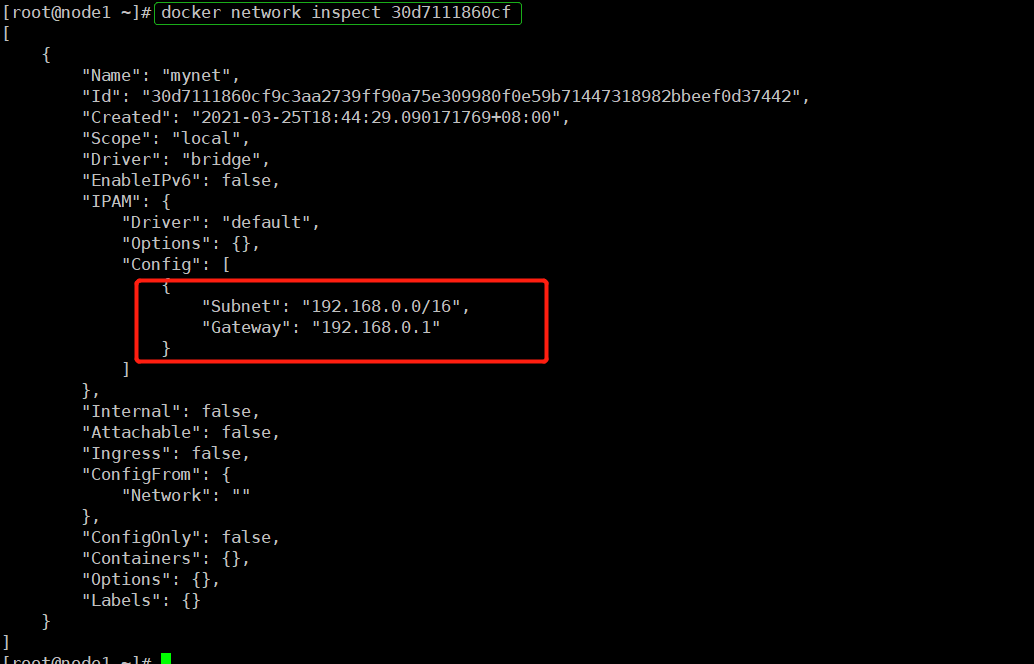 [root@node1 ~]# docker network inspect 30d7111860cf
[
    {
        "Name": "mynet",
        "Id": "30d7111860cf9c3aa2739ff90a75e309980f0e59b71447318982bbeef0d37442",
        "Created": "2021-03-25T18:44:29.090171769+08:00",
        "Scope": "local",
        "Driver": "bridge",
        "EnableIPv6": false,
        "IPAM": {
            "Driver": "default",
            "Options": {},
            "Config": [
                {
                    "Subnet": "192.168.0.0/16",
                    "Gateway": "192.168.0.1"
                }
            ]
        },
        "Internal": false,
        "Attachable": false,
        "Ingress": false,
        "ConfigFrom": {
            "Network": ""
        },
        "ConfigOnly": false,
        "Containers": {},
        "Options": {},
        "Labels": {}
    }
]
[root@node1 ~]#